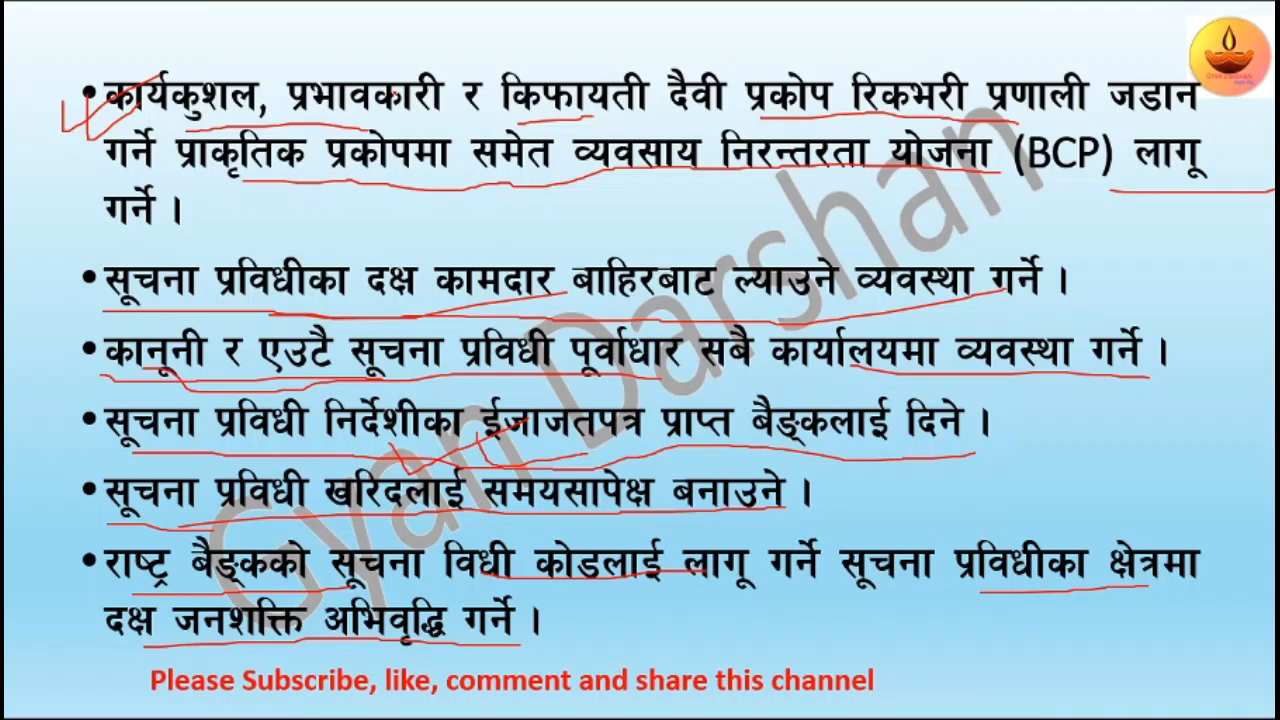 • कार्यकुशल, प्रभावकारी र किफायती दैवी प्रकोप रिकभरी प्रणाली जडान
गर्ने प्राकृतिक प्रकोपमा समेत व्यवसाय निरन्तरता योजना (BCP) लागू
गर्ने ।
• सूचना प्रविधीका दक्ष कामदार बाहिरबाट ल्याउने व्यवस्था गर्ने ।
• कानूनी र एउटै सूचना प्रविधी पूर्वाधार सबै कार्यालयमा व्यवस्था गर्ने ।
• सूचना प्रविधी निर्देशीका ईजाजतपत्र प्राप्त बैङ्कलाई दिने ।
• सूचना प्रविधी खरिदलाई समयसापेक्ष बनाउने ।
• राष्ट्र बैङ्कको सूचना विधी कोडलाई लागू गर्ने सूचना प्रविधीका क्षेत्रमा
दक्ष जनशक्ति अभिवृद्धि गर्ने ।
Please Subscribe, like, comment and share this channel
Gyan Darshan